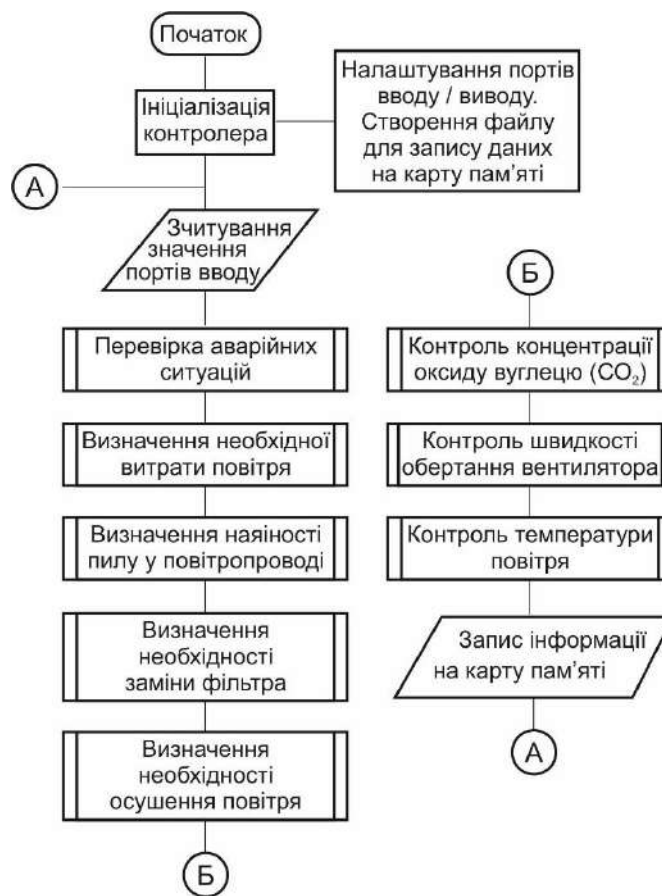 Початок
Ініціалізація
контролера
Налаштування портів
вводу / виводу.
Створення файлу
для запису даних
на карту пам’яті
А
Зчитування
значення
портів вводу
Перевірка аварійних
ситуацій
Визначення необхідної
витрати повітря
Визначення наяіності
пилу у повітропроводі
Визначення
необхідності
заміни фільтра
Визначення
необхідності
осушення повітря
Б
Б
Контроль концентрації
оксиду вуглецю (CO₂)
Контроль швидкості
обертання вентилятора
Контроль температури
повітря
Запис інформації
на карту пам’яті
А